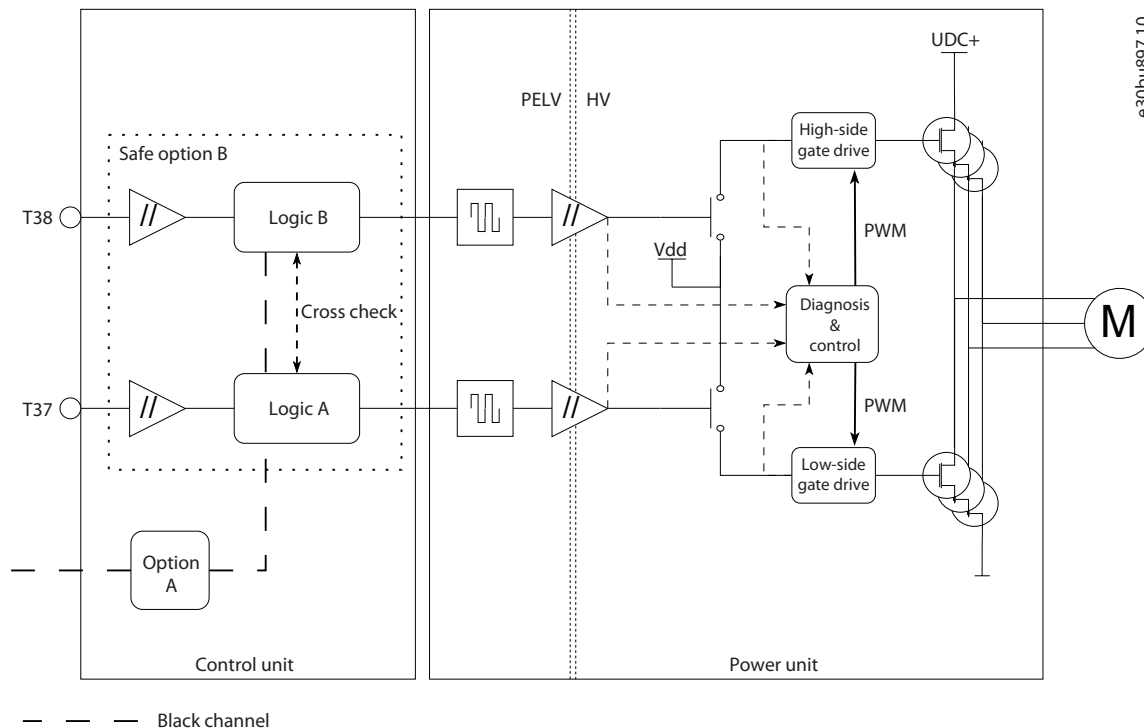 UDC+
e30bu897.10
PELV
HV
High-side
gate drive
Safe option B
T38
Logic B
PWM
Vdd
Cross check
Diagnosis
&
control
M
T37
Logic A
PWM
Low-side
gate drive
Option
A
Control unit
Power unit
Black channel